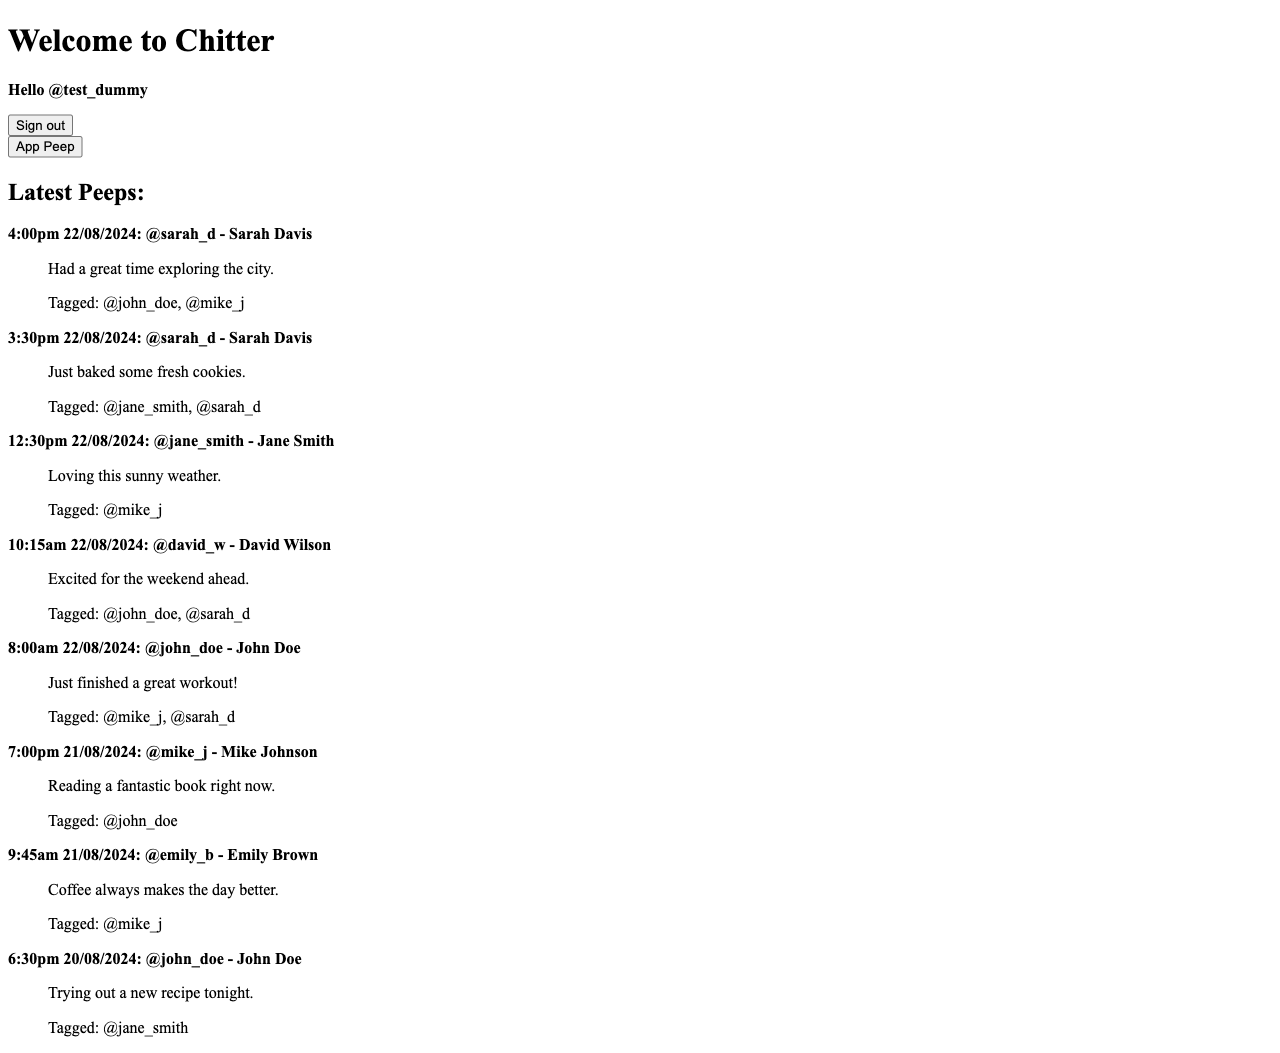 Welcome to Chitter
Hello @test_dummy
Sign out
App Peep
Latest Peeps:
4:00pm 22/08/2024: @sarah_d - Sarah Davis
Had a great time exploring the city.
Tagged: @john_doe, @mike_j
3:30pm 22/08/2024: @sarah_d - Sarah Davis
Just baked some fresh cookies.
Tagged: @jane_smith, @sarah_d
12:30pm 22/08/2024: @jane_smith - Jane Smith
Loving this sunny weather.
Tagged: @mike_j
10:15am 22/08/2024: @david_w - David Wilson
Excited for the weekend ahead.
Tagged: @john_doe, @sarah_d
8:00am 22/08/2024: @john_doe - John Doe
Just finished a great workout!
Tagged: @mike_j, @sarah_d
7:00pm 21/08/2024: @mike_j - Mike Johnson
Reading a fantastic book right now.
Tagged: @john_doe
9:45am 21/08/2024: @emily_b - Emily Brown
Coffee always makes the day better.
Tagged: @mike_j
6:30pm 20/08/2024: @john_doe - John Doe
Trying out a new recipe tonight.
Tagged: @jane_smith